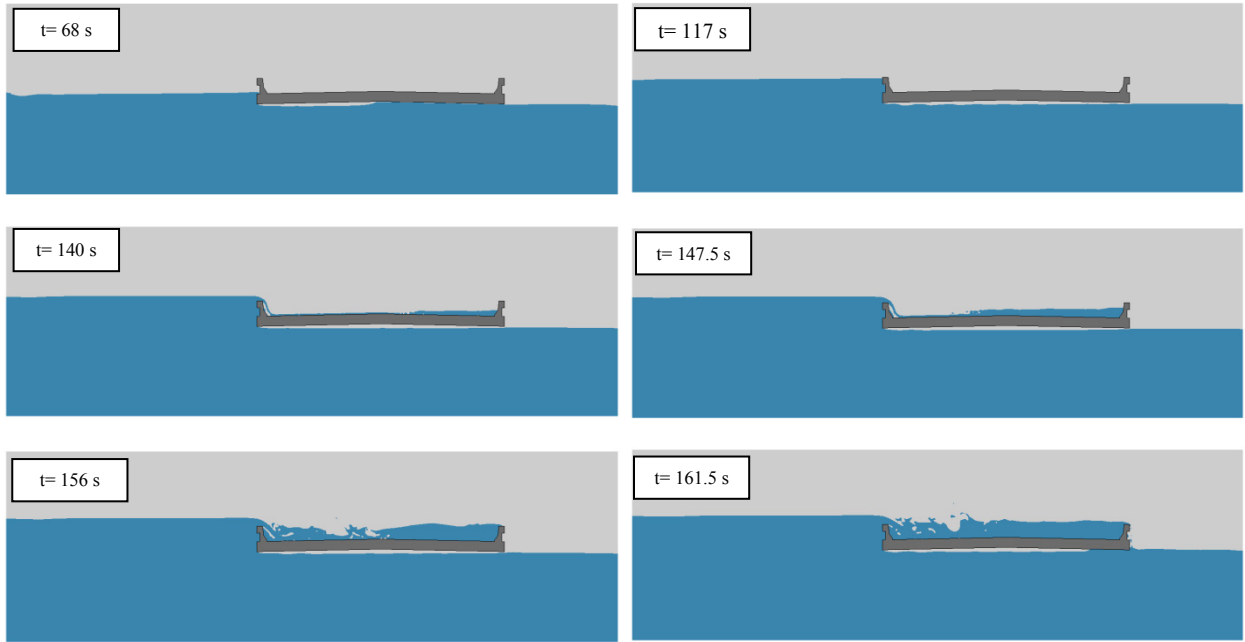 t= 68 s
t= 117 s
t= 140 s
t= 147.5 s
t= 156 s
t= 161.5 s